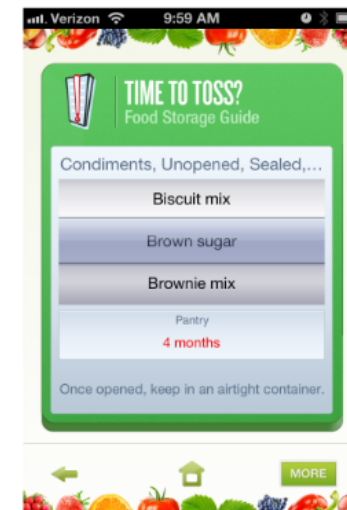 Verizon 9:59 AM
TIME TO TOSS?
Food Storage Guide
Condiments, Unopened, Sealed,...
Biscuit mix
Brown sugar
Brownie mix
Pantry
4 months
Once opened, keep in an airtight container.
MORE